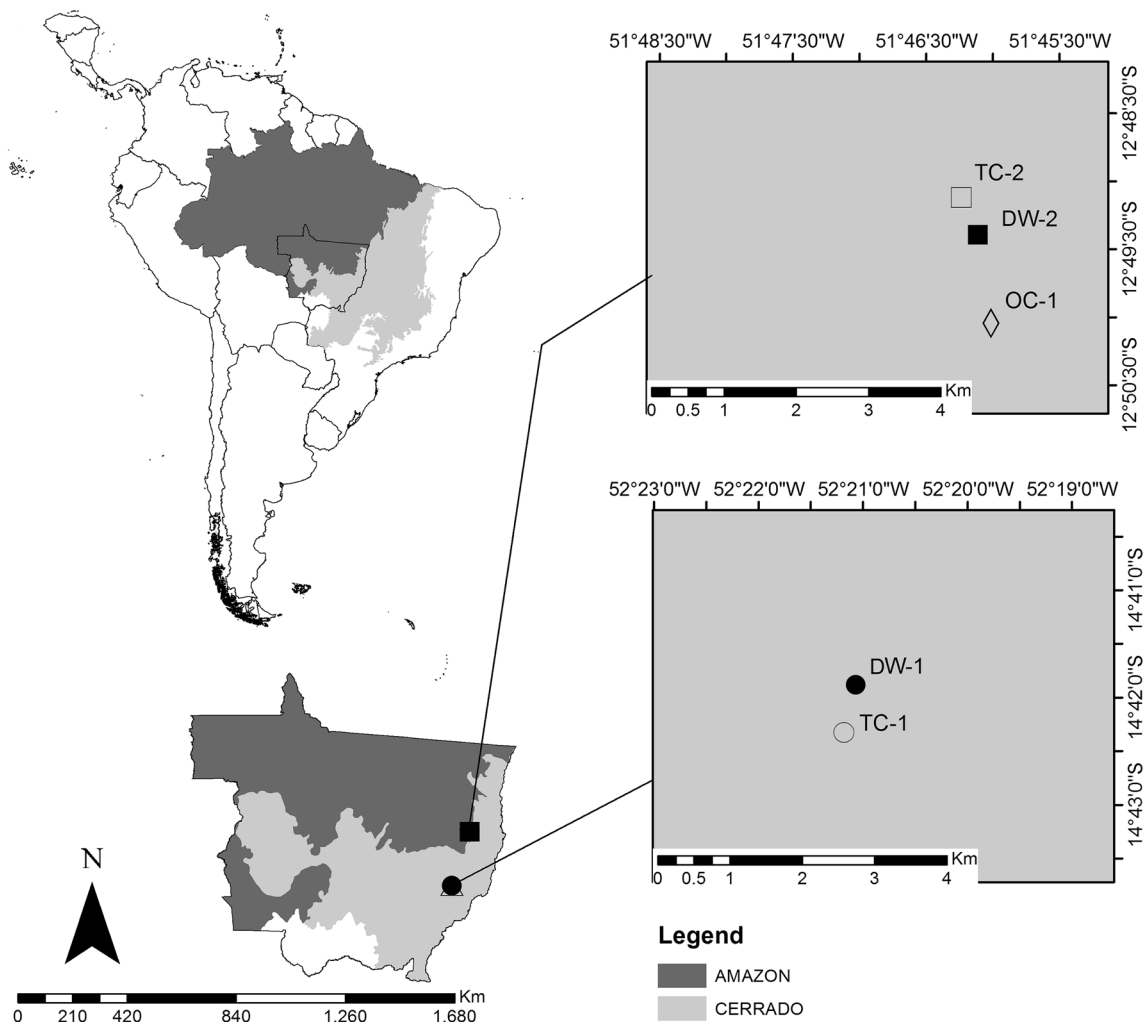 51°48'30"W 51°47'30"W 51°46'30"W 51°45'30"W
12°48'30"S
TC-2
DW-2
12°49'30"S
OC-1
12°50'30"S
Km
0 0.5 1 2 3 4
52°23'0"W 52°22'0"W 52°21'0"W 52°20'0"W 52°19'0"W
14°41'0"S
DW-1
14°42'0"S
TC-1
14°43'0"S
Km
0 0.5 1 2 3 4
N
Km
0 210 420 840 1.260 1.680
Legend
AMAZON
CERRADO